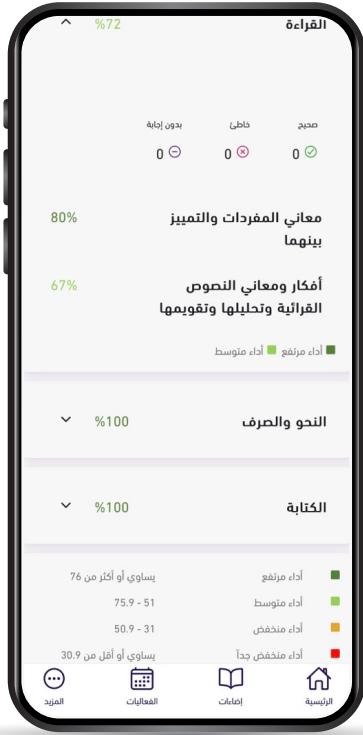 القراءة %72
صحيح خاطئ بدون إجابة
0 0 0
معاني المفردات والتمييز 80%
بينهما
أفكار ومعاني النصوص 67%
القرائية وتحليلها وتقويمها
أداء مرتفع أداء متوسط
النحو والصرف %100
الكتابة %100
أداء مرتفع يساوي أو أكثر من 76
أداء متوسط 51 - 75.9
أداء منخفض 31 - 50.9
أداء منخفض جداً يساوي أو أقل من 30.9
الرئيسية إضاءات الفعاليات المزيد